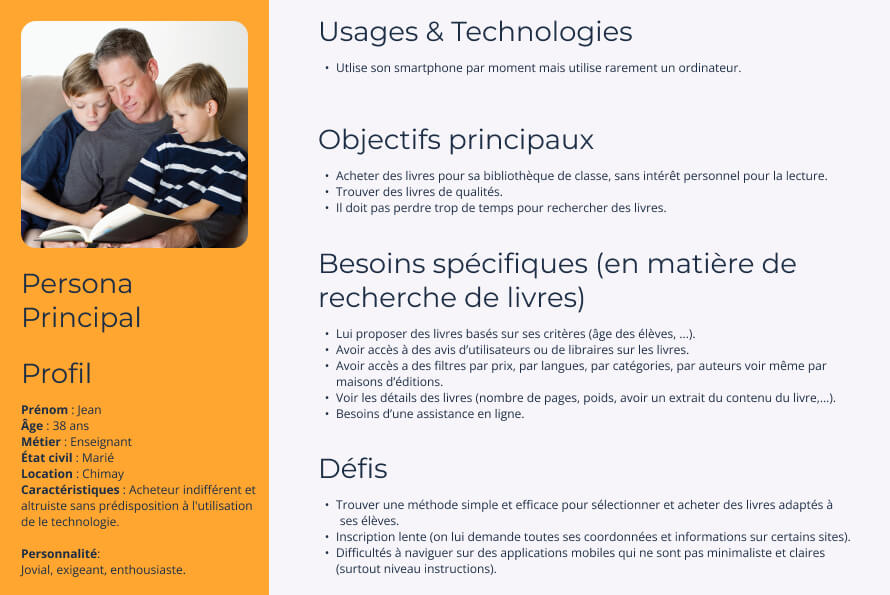 Persona
Principal
Profil
Prénom : Jean
Âge : 38 ans
Métier : Enseignant
État civil : Marié
Location : Chimay
Caractéristiques : Acheteur indifférent et
altruiste sans prédisposition à l'utilisation
de le technologie.
Personnalité:
Jovial, exigeant, enthousiaste.
Usages & Technologies
• Utlise son smartphone par moment mais utilise rarement un ordinateur.
Objectifs principaux
• Acheter des livres pour sa bibliothèque de classe, sans intérêt personnel pour la lecture.
• Trouver des livres de qualités.
• Il doit pas perdre trop de temps pour rechercher des livres.
Besoins spécifiques (en matière de
recherche de livres)
• Lui proposer des livres basés sur ses critères (âge des élèves, ...).
• Avoir accès à des avis d’utilisateurs ou de libraires sur les livres.
• Avoir accès a des filtres par prix, par langues, par catégories, par auteurs voir même par
maisons d’éditions.
• Voir les détails des livres (nombre de pages, poids, avoir un extrait du contenu du livre,...).
• Besoins d’une assistance en ligne.
Défis
• Trouver une méthode simple et efficace pour sélectionner et acheter des livres adaptés à
ses élèves.
• Inscription lente (on lui demande toutes ses coordonnées et informations sur certains sites).
• Difficultés à naviguer sur des applications mobiles qui ne sont pas minimaliste et claires
(surtout niveau instructions).